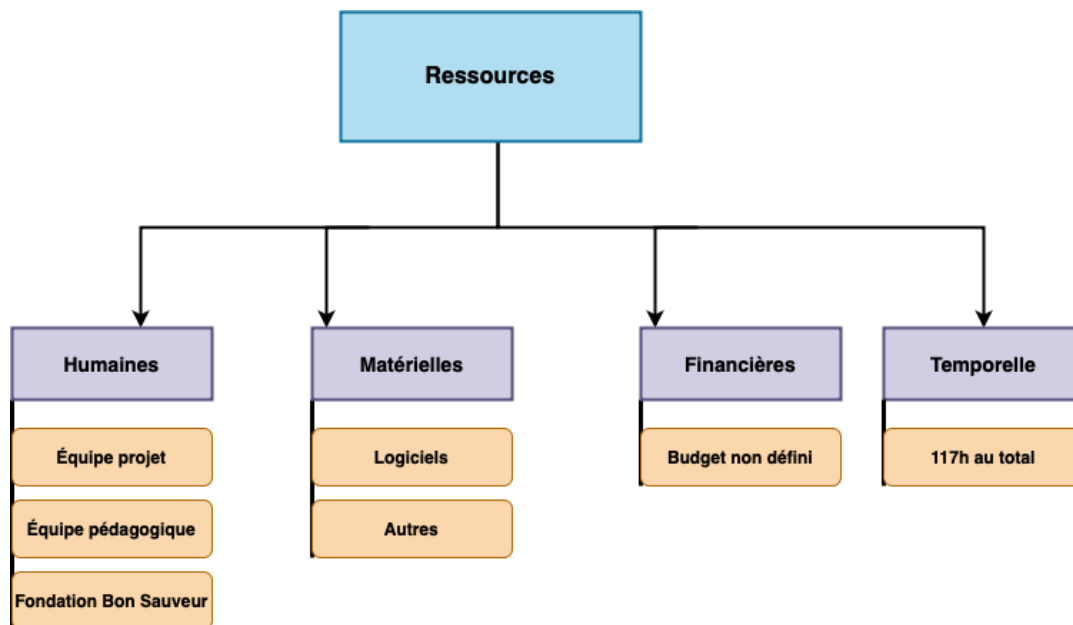 Ressources
Humaines
Matérielles
Financières
Temporelle
Équipe projet
Logiciels
Budget non défini
117h au total
Équipe pédagogique
Autres
Fondation Bon Sauveur